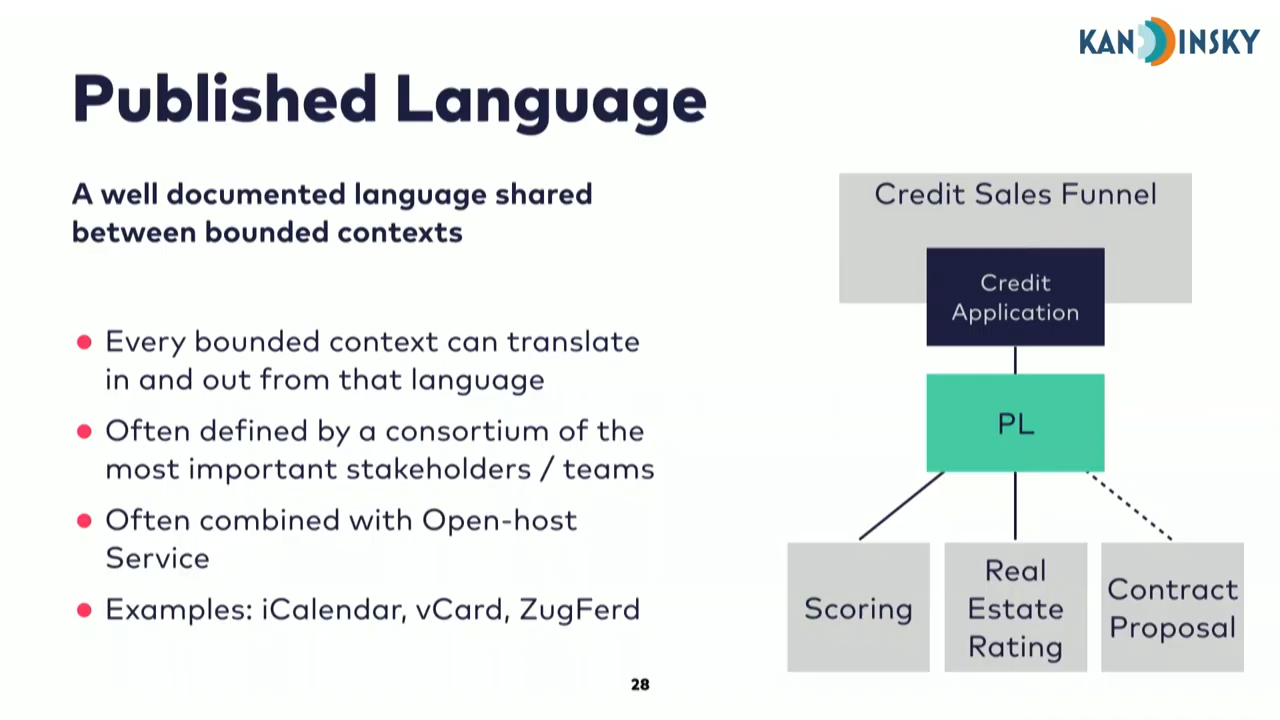 KANDINSKY
Published Language
A well documented language shared
between bounded contexts
Every bounded context can translate
in and out from that language
Often defined by a consortium of the
most important stakeholders / teams
Often combined with Open-host
Service
Examples: iCalendar, vCard, ZugFerd
Credit Sales Funnel
Credit
Application
PL
Scoring
Real
Estate
Rating
Contract
Proposal
28